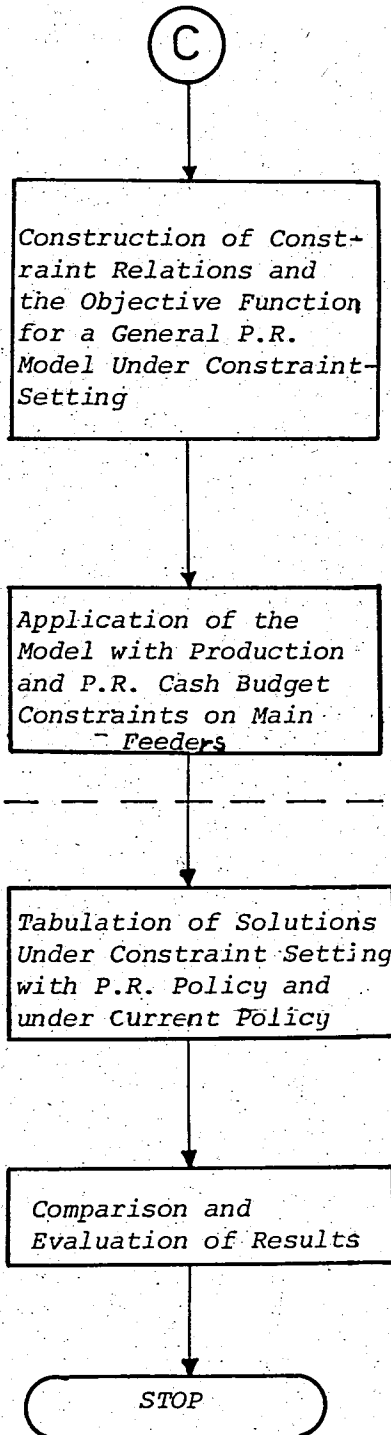 C
Construction of Const-
raint Relations and
the Objective Function
for a General P.R.
Model Under Constraint-
Setting
Application of the
Model with Production
and P.R. Cash Budget
Constraints on Main
Feeders
Tabulation of Solutions
Under Constraint Setting
with P.R. Policy and
under Current Policy
Comparison and
Evaluation of Results
STOP